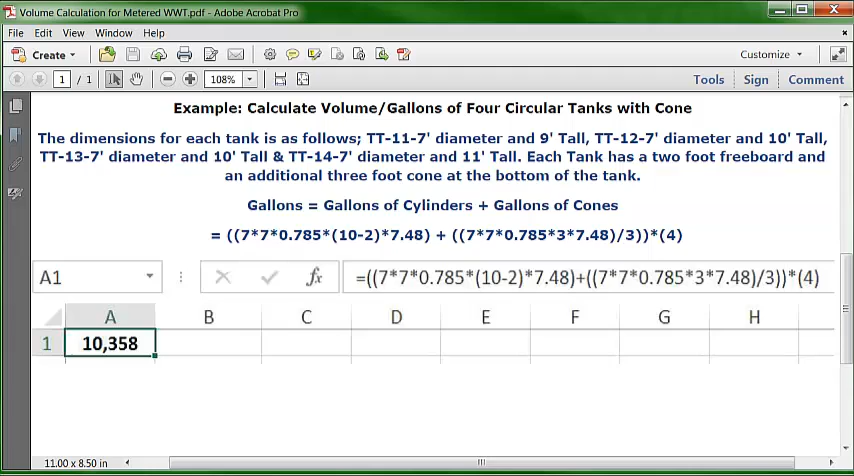 Volume Calculation for Metered WWT.pdf - Adobe Acrobat Pro
File Edit View Window Help
Create Customize
1 / 1 108% Tools Sign Comment
Example: Calculate Volume/Gallons of Four Circular Tanks with Cone
The dimensions for each tank is as follows; TT-11-7' diameter and 9' Tall, TT-12-7' diameter and 10' Tall,
TT-13-7' diameter and 10' Tall & TT-14-7' diameter and 11' Tall. Each Tank has a two foot freeboard and
an additional three foot cone at the bottom of the tank.
Gallons = Gallons of Cylinders + Gallons of Cones
= ((7*7*0.785*(10-2)*7.48) + ((7*7*0.785*3*7.48)/3))*(4)
A1 fx =((7*7*0.785*(10-2)*7.48)+((7*7*0.785*3*7.48)/3))*(4)
A B C D E F G H
1 10,358
11.00 x 8.50 in